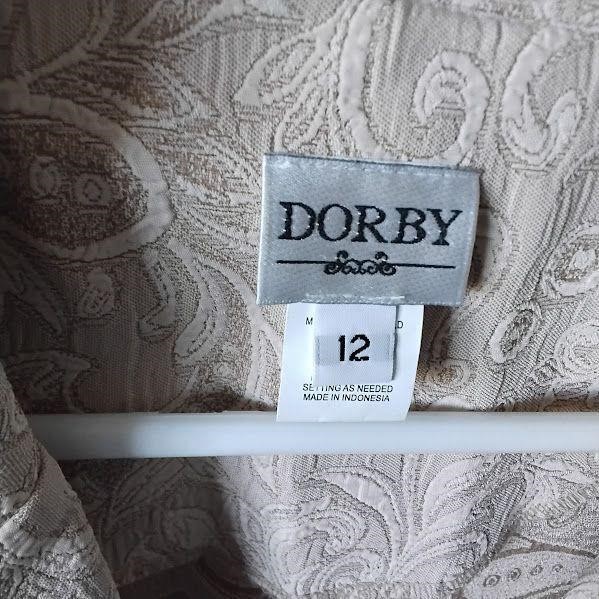 DORBY
12
SETTING AS NEEDED
MADE IN INDONESIA